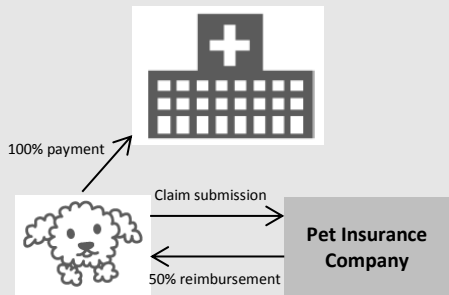 100% payment
Claim submission
Pet Insurance
Company
50% reimbursement